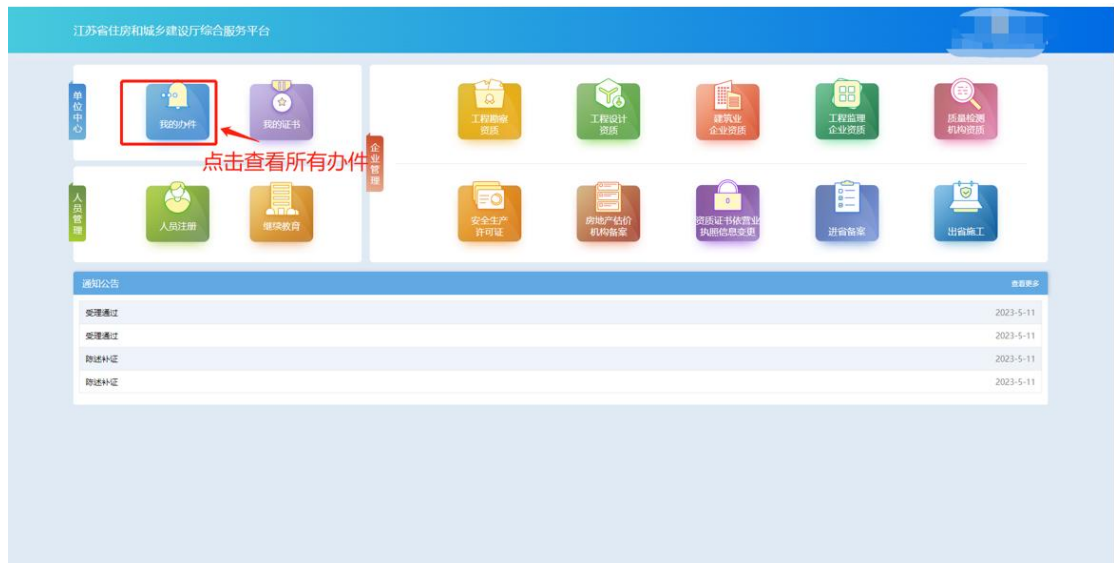 江苏省住房和城乡建设厅综合服务平台
单位中心
我的办件
我的证书
点击查看所有办件
人员管理
人员注册
继续教育
企业管理
工程勘察
资质
工程设计
资质
建筑业
企业资质
工程监理
企业资质
质量检测
机构资质
安全生产
许可证
房地产估价
机构备案
资质证书依营业
执照信息变更
进省备案
出省施工
通知公告
查看更多
受理通过
2023-5-11
受理通过
2023-5-11
陈述补正
2023-5-11
陈述补正
2023-5-11